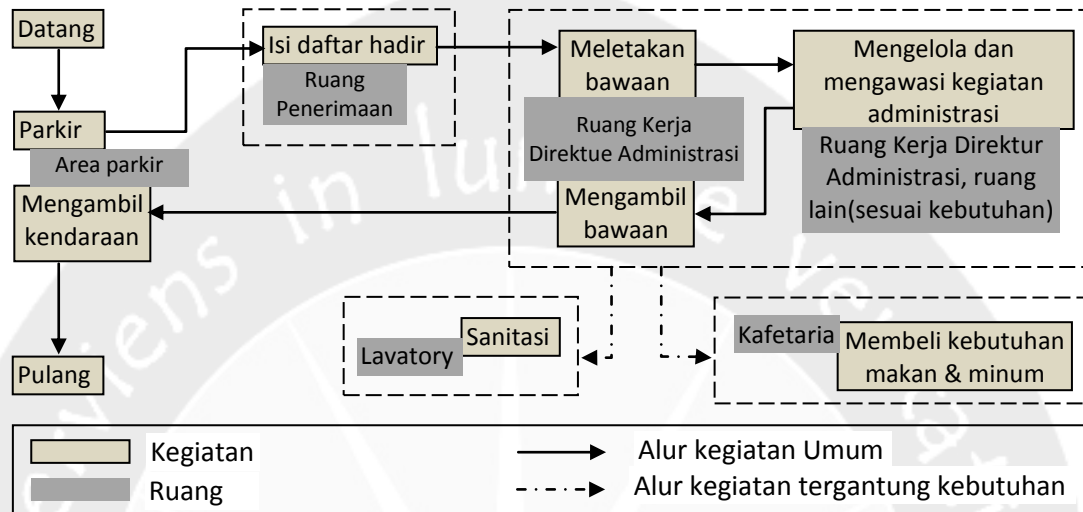 Datang
Parkir
Area parkir
Mengambil
kendaraan
Pulang
Isi daftar hadir
Ruang
Penerimaan
Meletakan
bawaan
Ruang Kerja
Direktue Administrasi
Mengambil
bawaan
Mengelola dan
mengawasi kegiatan
administrasi
Ruang Kerja Direktur
Administrasi, ruang
lain(sesuai kebutuhan)
Sanitasi
Lavatory
Kafetaria
Membeli kebutuhan
makan & minum
Kegiatan
Ruang
Alur kegiatan Umum
Alur kegiatan tergantung kebutuhan